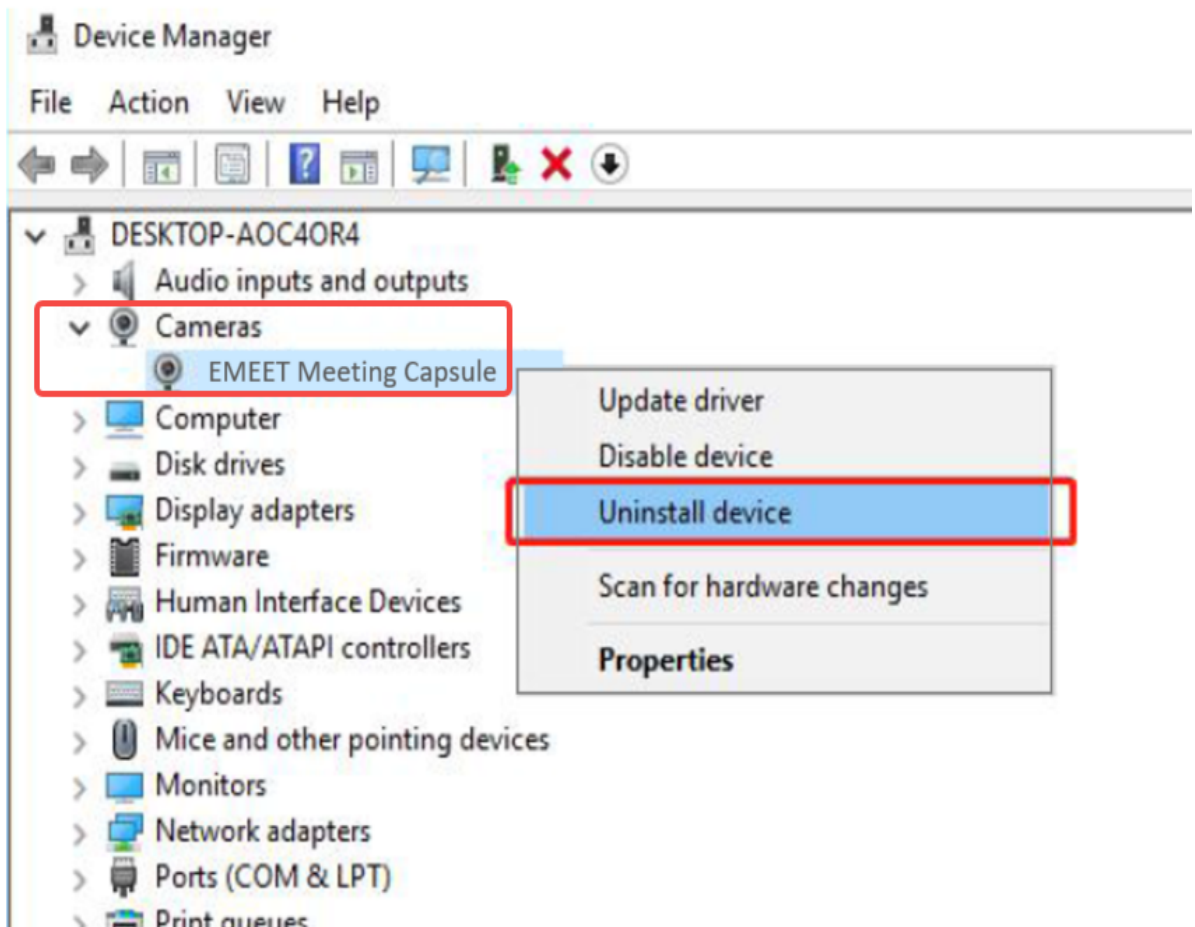 Device Manager
File Action View Help
DESKTOP-AOC4OR4
Audio inputs and outputs
Cameras
EMEET Meeting Capsule
Update driver
Disable device
Uninstall device
Scan for hardware changes
Properties
Computer
Disk drives
Display adapters
Firmware
Human Interface Devices
IDE ATA/ATAPI controllers
Keyboards
Mice and other pointing devices
Monitors
Network adapters
Ports (COM & LPT)
Print queues